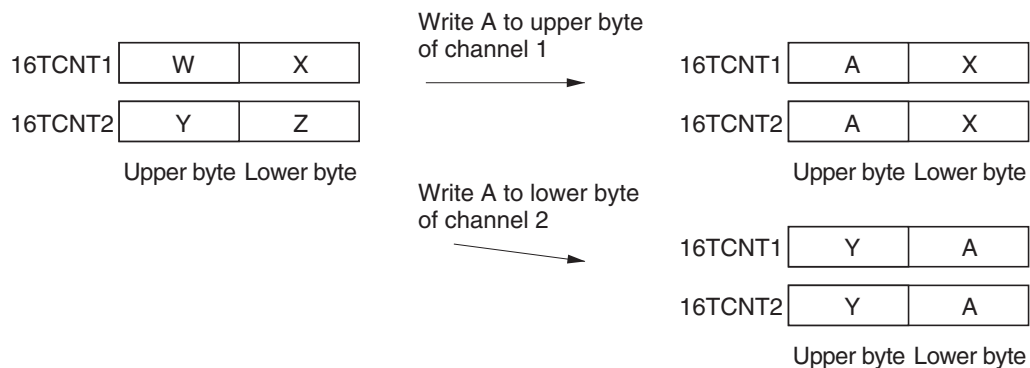 Write A to upper byte
of channel 1
16TCNT1 W X
16TCNT1 A X
16TCNT2 Y Z
16TCNT2 A X
Upper byte Lower byte
Upper byte Lower byte
Write A to lower byte
of channel 2
16TCNT1 Y A
16TCNT2 Y A
Upper byte Lower byte